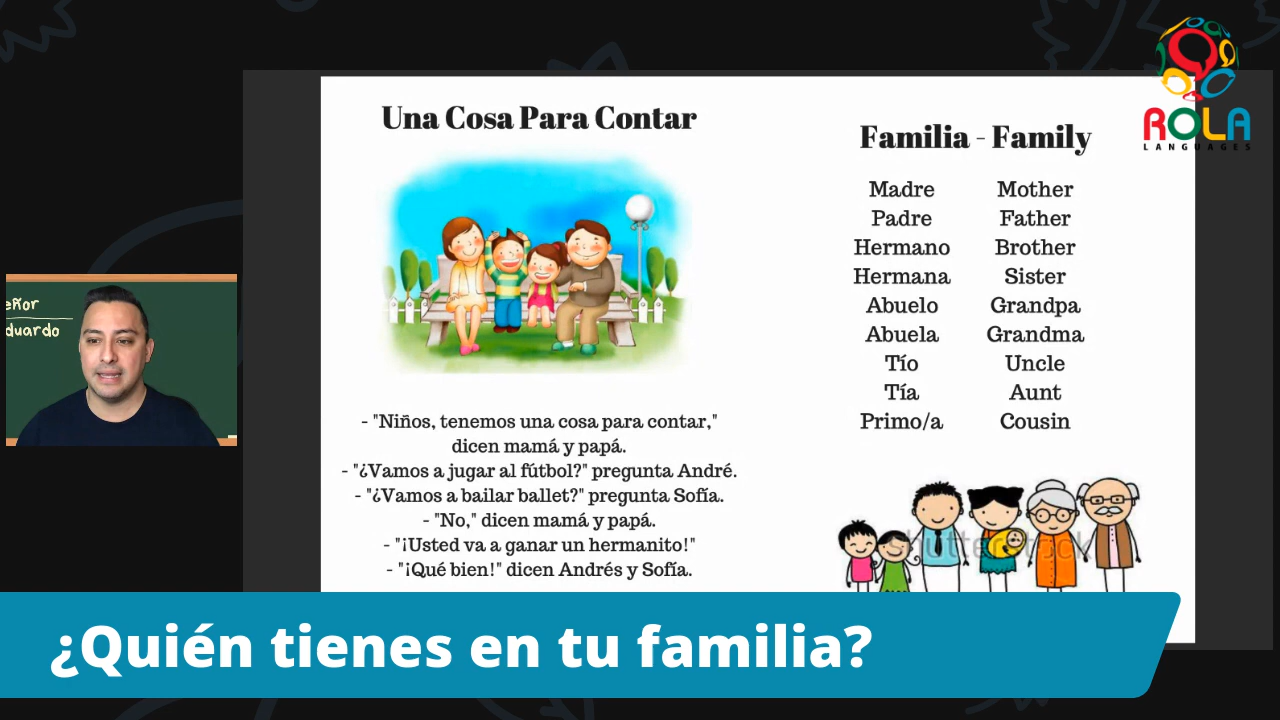 ROLA
LANGUAGES
Una Cosa Para Contar
- "Niños, tenemos una cosa para contar,"
dicen mamá y papá.
- "¿Vamos a jugar al fútbol?" pregunta André.
- "¿Vamos a bailar ballet?" pregunta Sofía.
- "No," dicen mamá y papá.
- "¡Usted va a ganar un hermanito!"
- "¡Qué bien!" dicen Andrés y Sofía.
Familia - Family
Madre Mother
Padre Father
Hermano Brother
Hermana Sister
Abuelo Grandpa
Abuela Grandma
Tío Uncle
Tía Aunt
Primo/a Cousin
shutterstock
eñor
duardo
¿Quién tienes en tu familia?